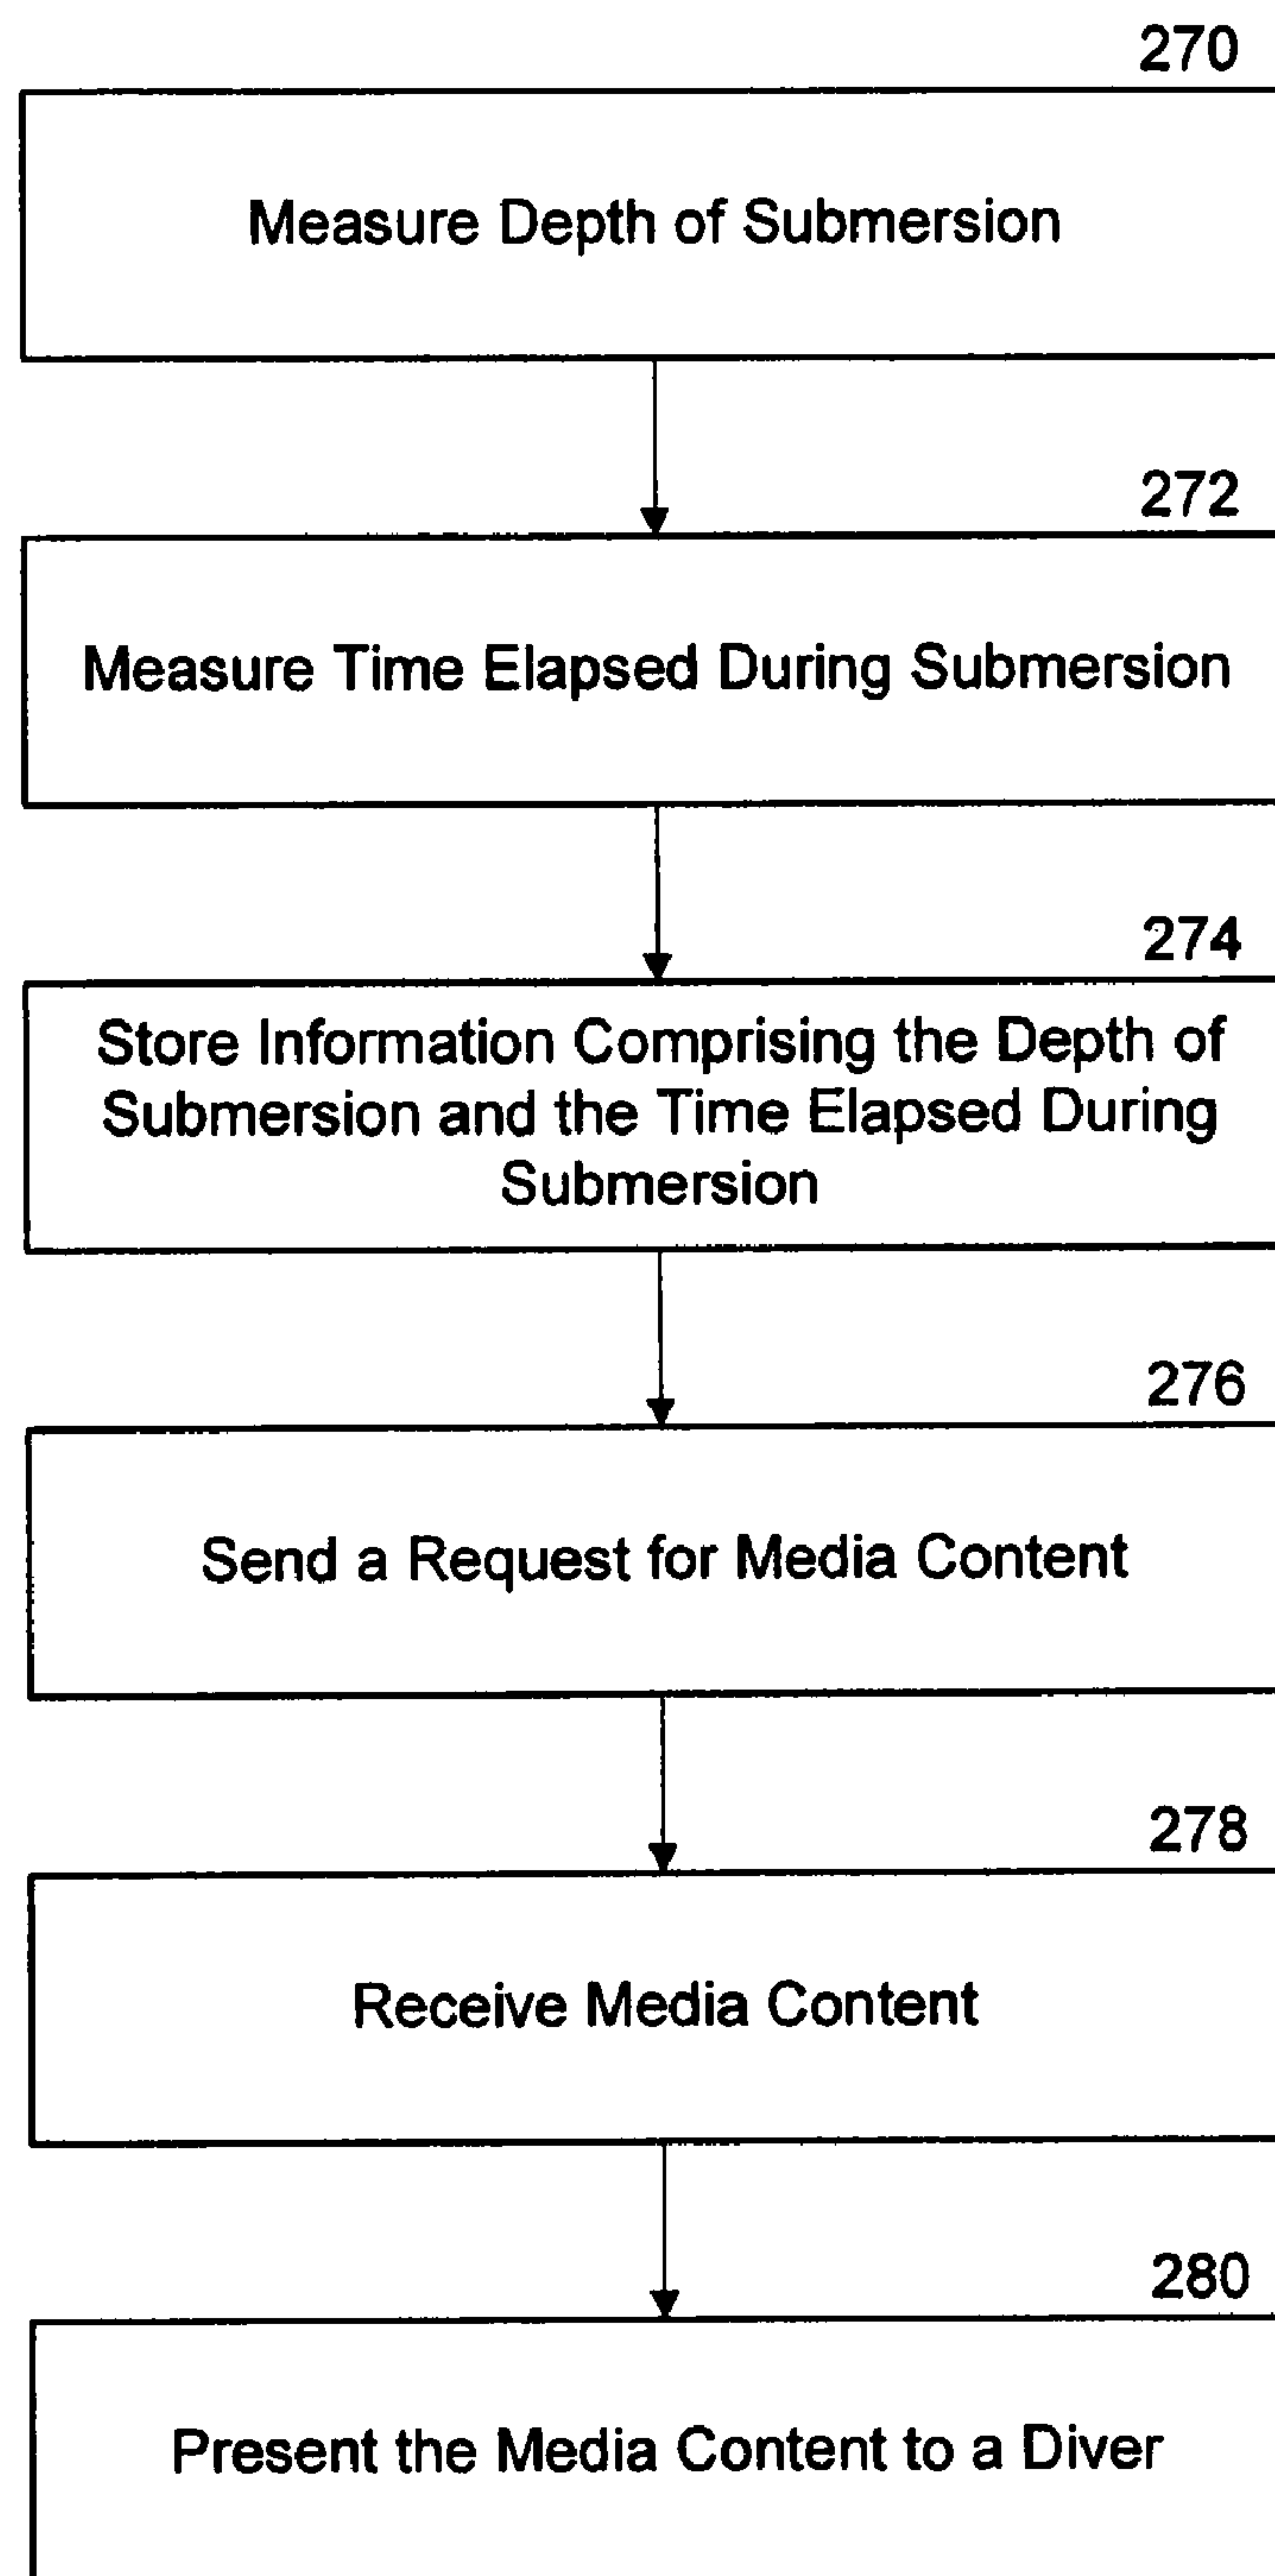 270
Measure Depth of Submersion
272
Measure Time Elapsed During Submersion
274
Store Information Comprising the Depth of
Submersion and the Time Elapsed During
Submersion
276
Send a Request for Media Content
278
Receive Media Content
280
Present the Media Content to a Diver